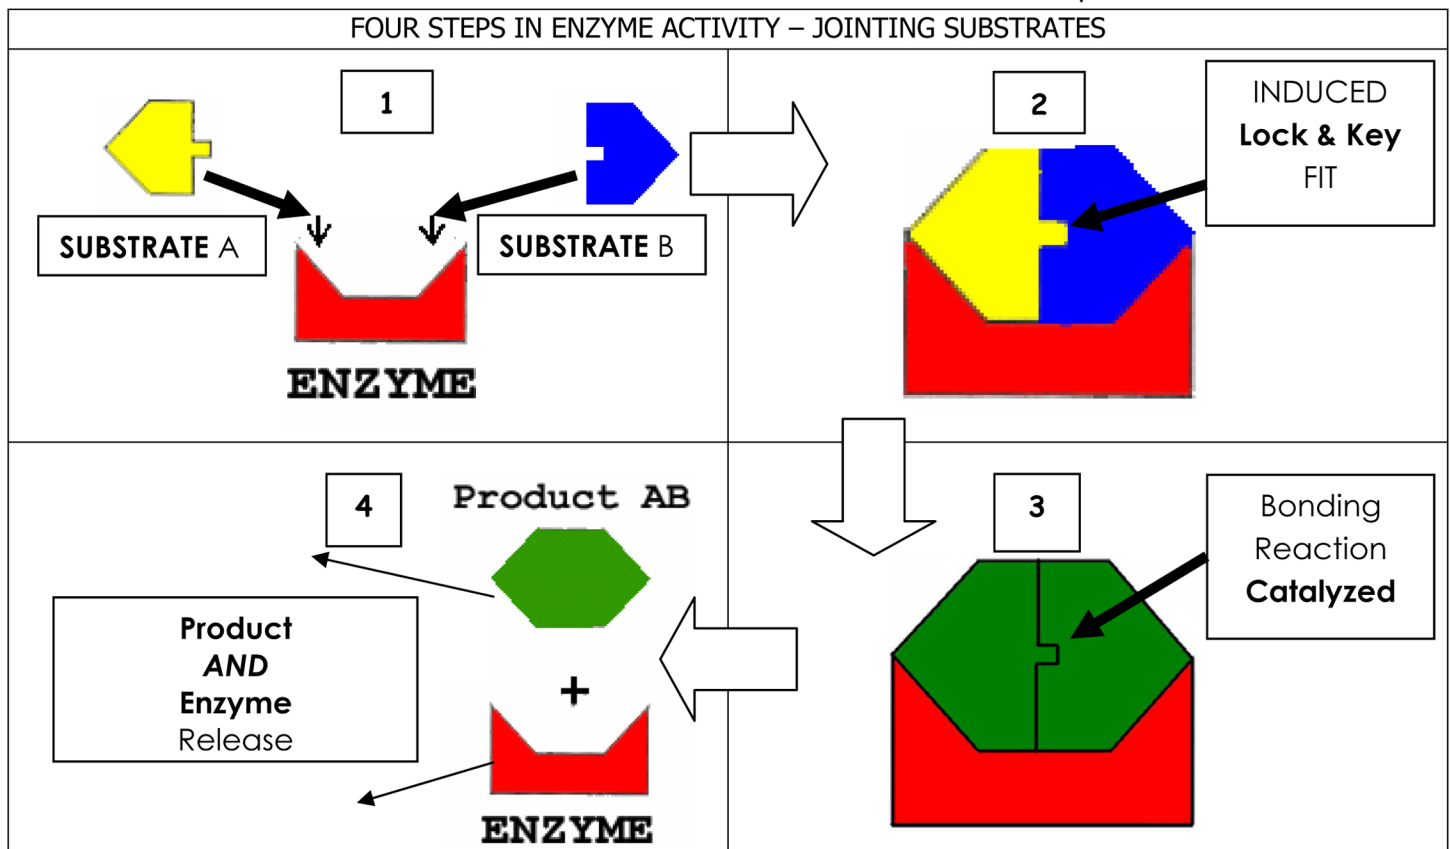 FOUR STEPS IN ENZYME ACTIVITY – JOINTING SUBSTRATES
1
SUBSTRATE A
SUBSTRATE B
ENZYME
2
INDUCED
Lock & Key
FIT
3
Bonding
Reaction
Catalyzed
4
Product AB
Product
AND
Enzyme
Release
+
ENZYME